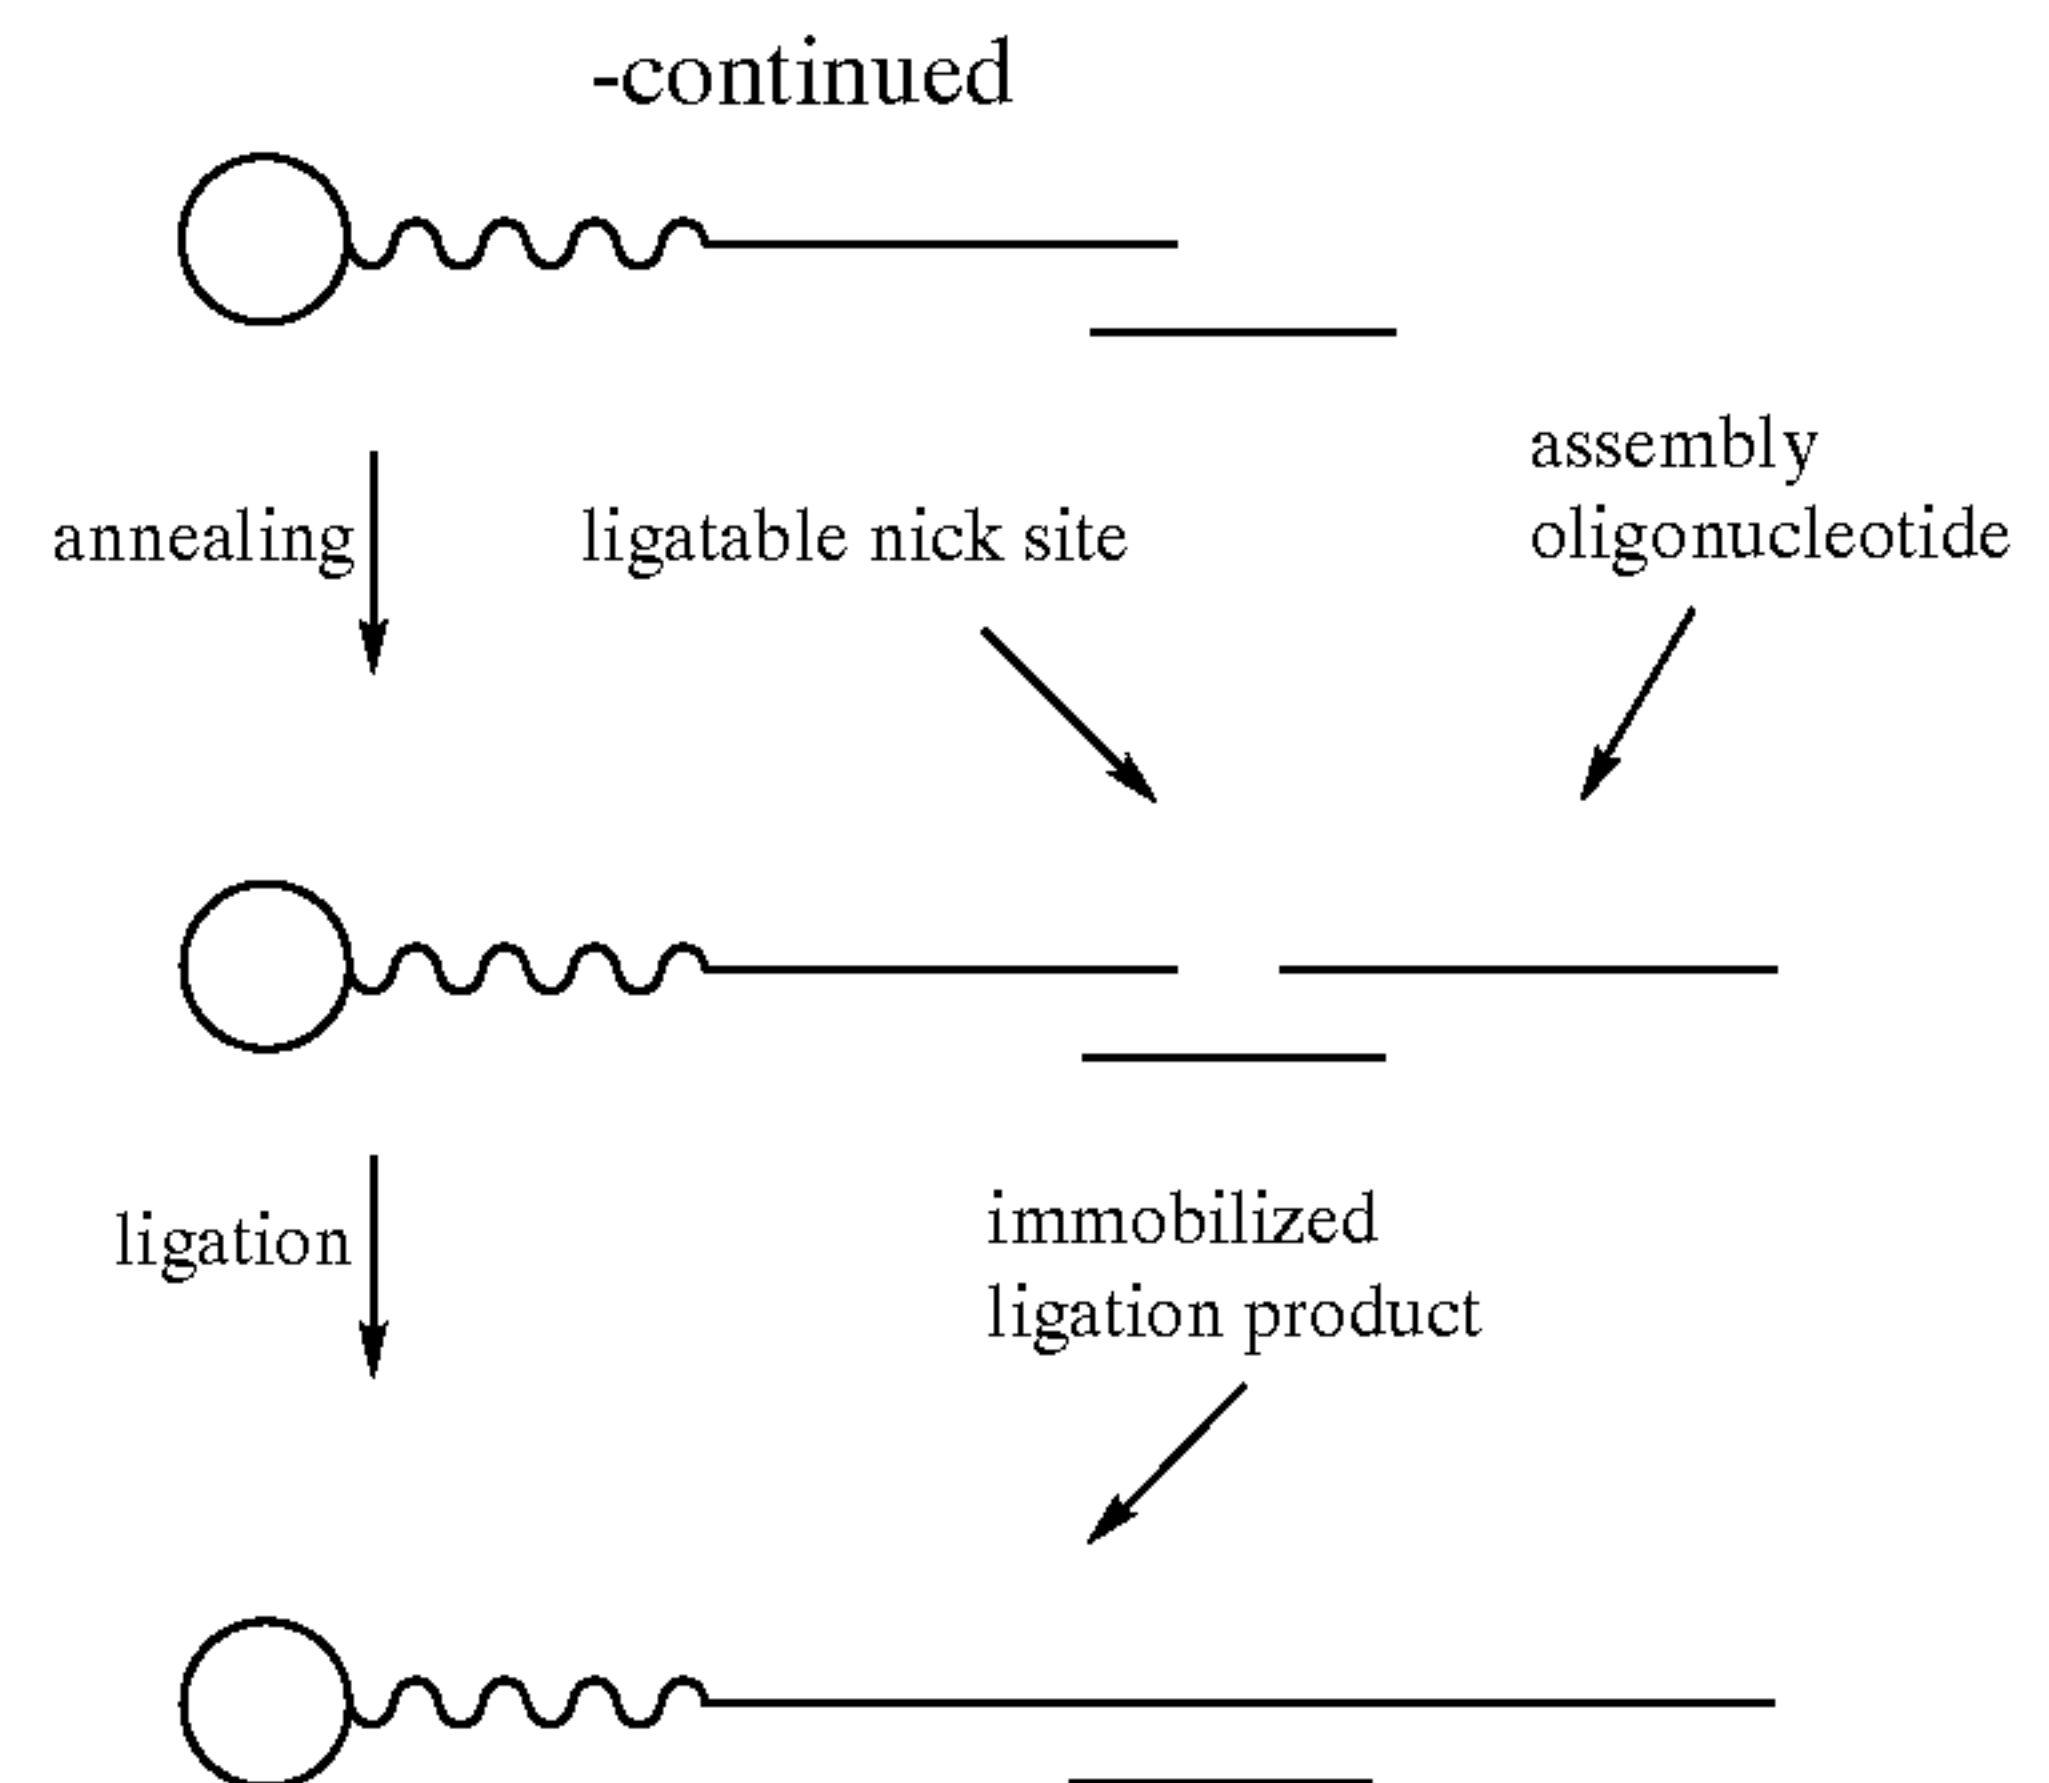 -continued
assembly
annealing
ligatable nick site
oligonucleotide
ligation
immobilized
ligation product